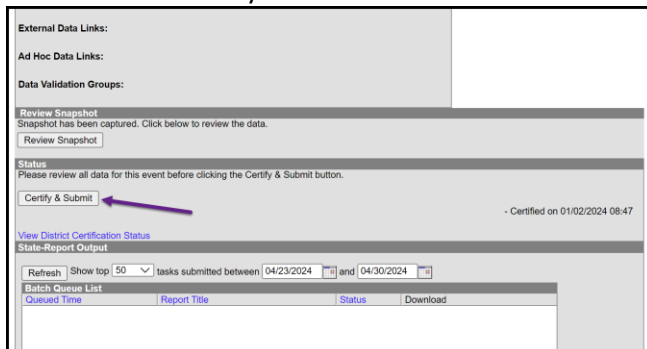 External Data Links:
Ad Hoc Data Links:
Data Validation Groups:
Review Snapshot
Snapshot has been captured. Click below to review the data.
Review Snapshot
Status
Please review all data for this event before clicking the Certify & Submit button.
Certify & Submit
- Certified on 01/02/2024 08:47
View District Certification Status
State-Report Output
Refresh Show top 50 tasks submitted between 04/23/2024 and 04/30/2024
Batch Queue List
Queued Time Report Title Status Download